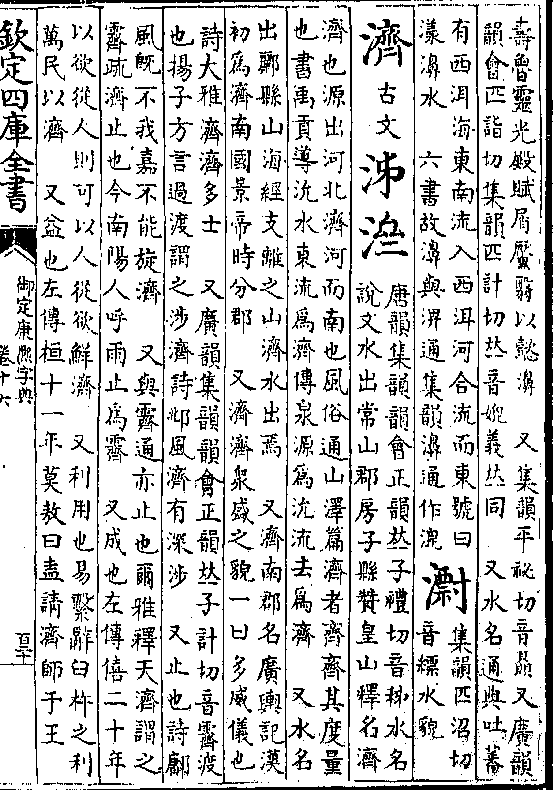 壽魯靈光殿賦屑黶翳以懿濞　又集韻平祕切音贔又廣韻
韻會匹詣切集韻匹計切𠀤音媲義𠀤同　又水名通典吐蕃
有西洱海東南流入西洱河合流而東號曰
漾濞水　六書故濞與淠通集韻濞通作淠　㵱　集韻匹沼切
音縹水貌
濟　古文　泲　㴉　唐韻集韻韻會正韻𠀤子禮切音穧水名
說文水出常山郡房子縣贊皇山釋名濟
濟也源出河北濟河而南也風俗通山澤篇濟者齊齊其度量
也書禹貢導沇水東流爲濟傳泉源爲沇流去爲濟　又水名
出鄺縣山海經支離之山濟水出焉　又濟南郡名廣輿記漢
初爲濟南國景帝時分郡　又濟濟衆盛之貌一曰多威儀也
詩大雅濟濟多士　又廣韻集韻韻會正韻𠀤子計切音霽渡
也揚子方言過渡謂之涉濟詩邶風濟有深涉　又止也詩鄘
風旣不我嘉不能旋濟　又與霽通亦止也爾雅釋天濟謂之
霽疏濟止也今南陽人呼雨止爲霽　又成也左傳僖二十年
以欲從人則可以人從欲鮮濟　又利用也易繫辭臼杵之利
萬民以濟　又益也左傳桓十一年莫敖曰盍請濟師于王
欽定四庫全書
御定康熙字典
卷十六